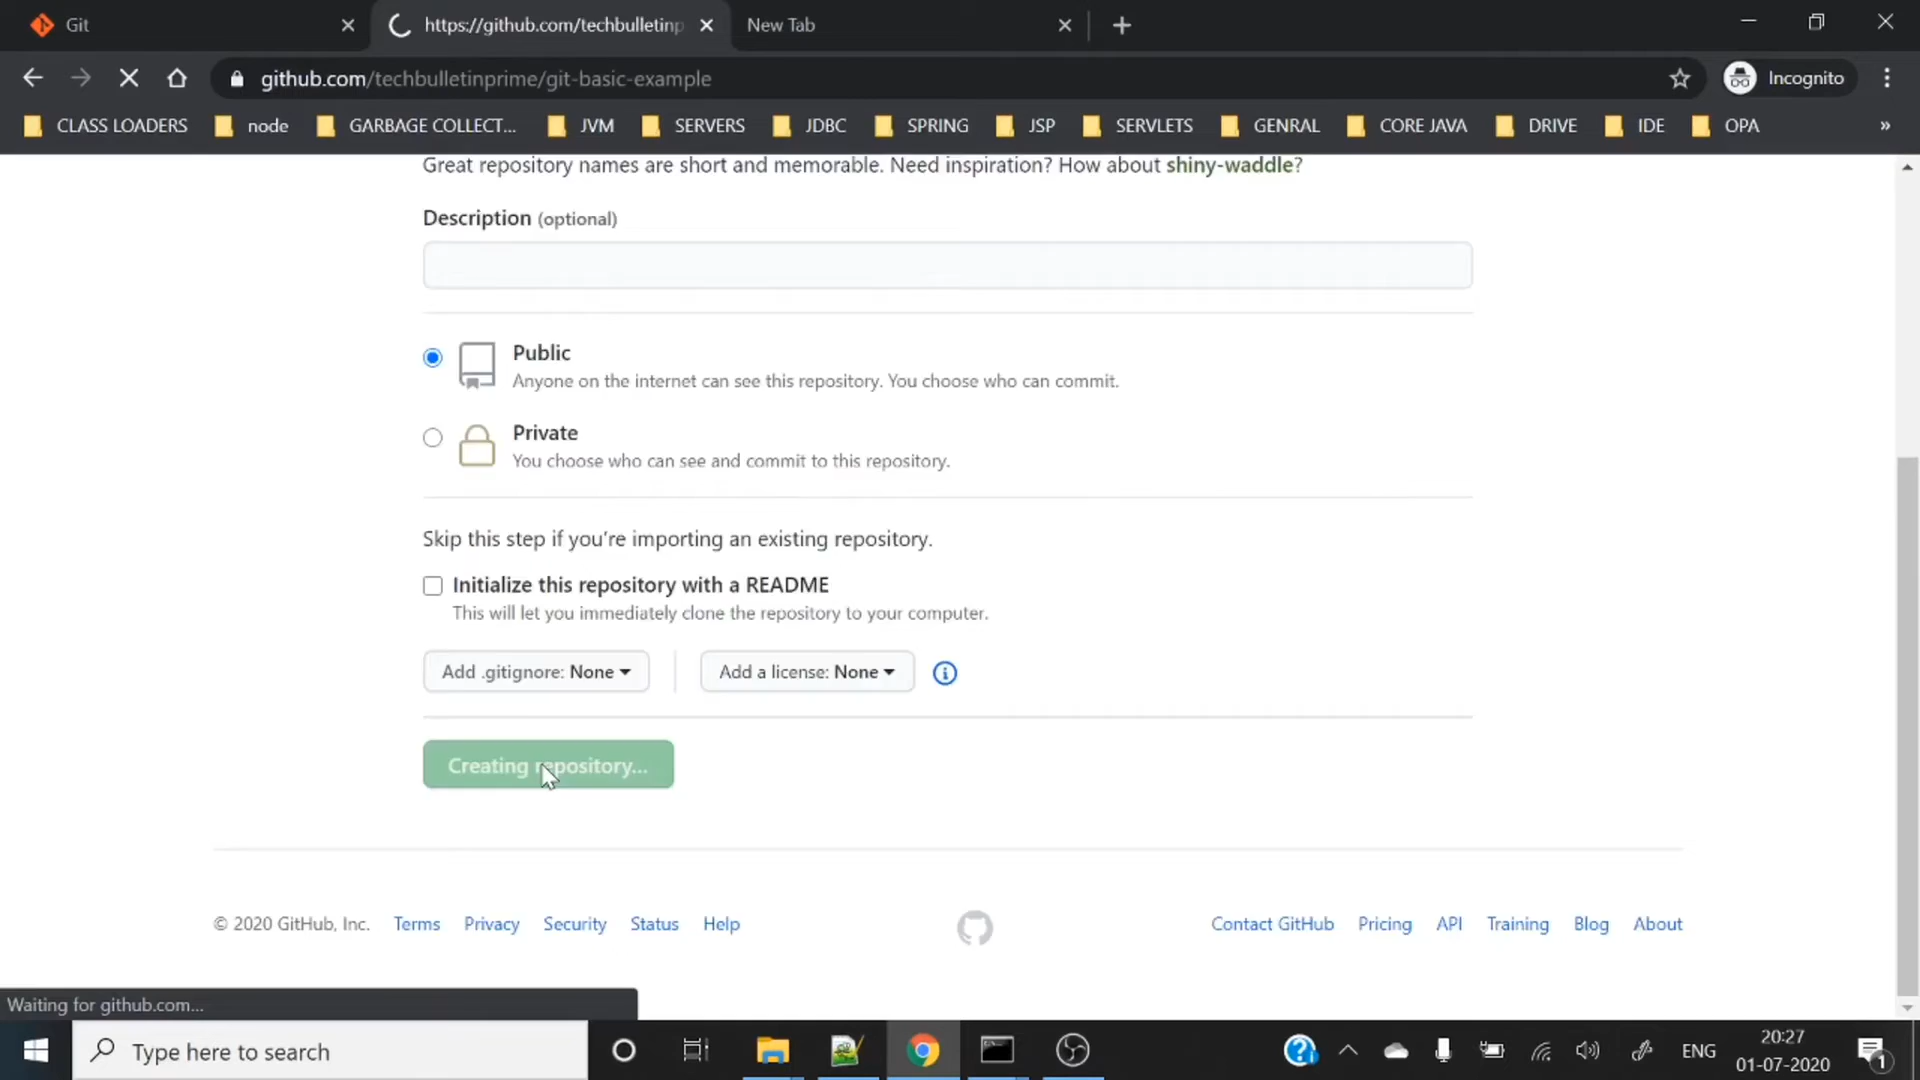 Git
https://github.com/techbulletinp
New Tab
github.com/techbulletinprime/git-basic-example
Incognito
CLASS LOADERS node GARBAGE COLLECT... JVM SERVERS JDBC SPRING JSP SERVLETS GENRAL CORE JAVA DRIVE IDE OPA »
Great repository names are short and memorable. Need inspiration? How about shiny-waddle?
Description (optional)
Public
Anyone on the internet can see this repository. You choose who can commit.
Private
You choose who can see and commit to this repository.
Skip this step if you're importing an existing repository.
Initialize this repository with a README
This will let you immediately clone the repository to your computer.
Add .gitignore: None
Add a license: None
Creating repository...
© 2020 GitHub, Inc. Terms Privacy Security Status Help
Contact GitHub Pricing API Training Blog About
Waiting for github.com...
Type here to search
ENG
20:27
01-07-2020
1